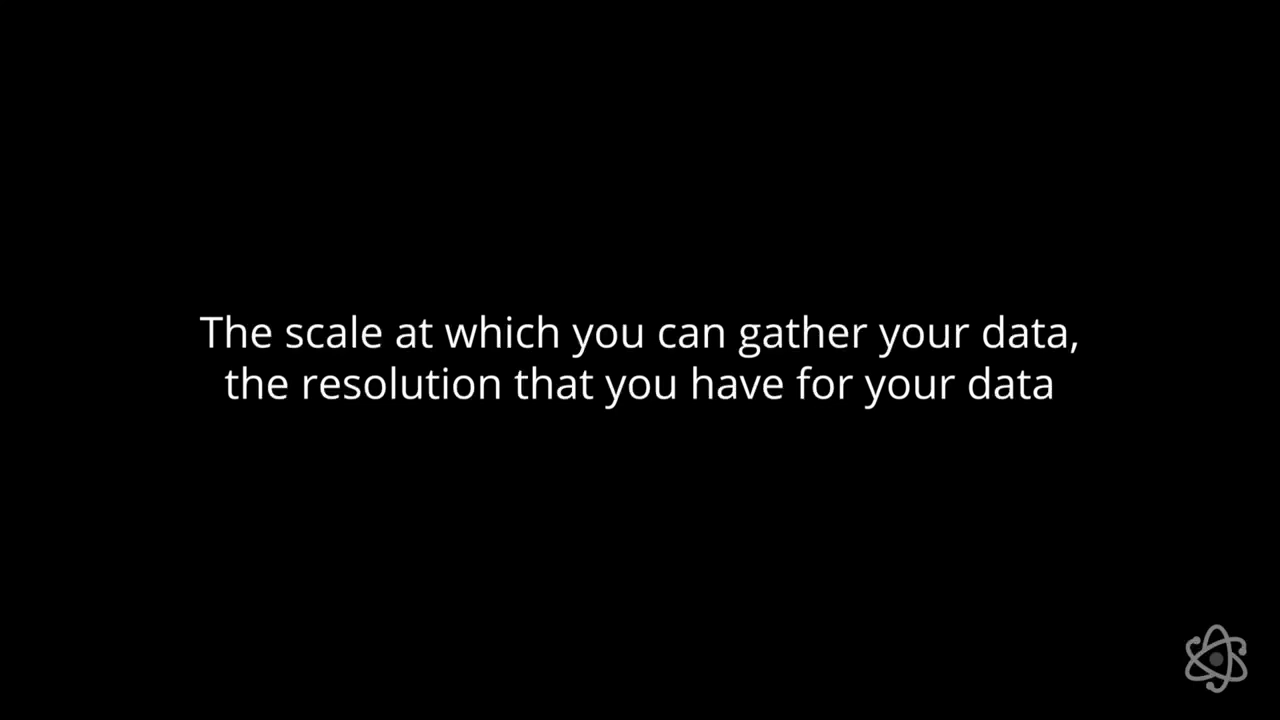 The scale at which you can gather your data,
the resolution that you have for your data